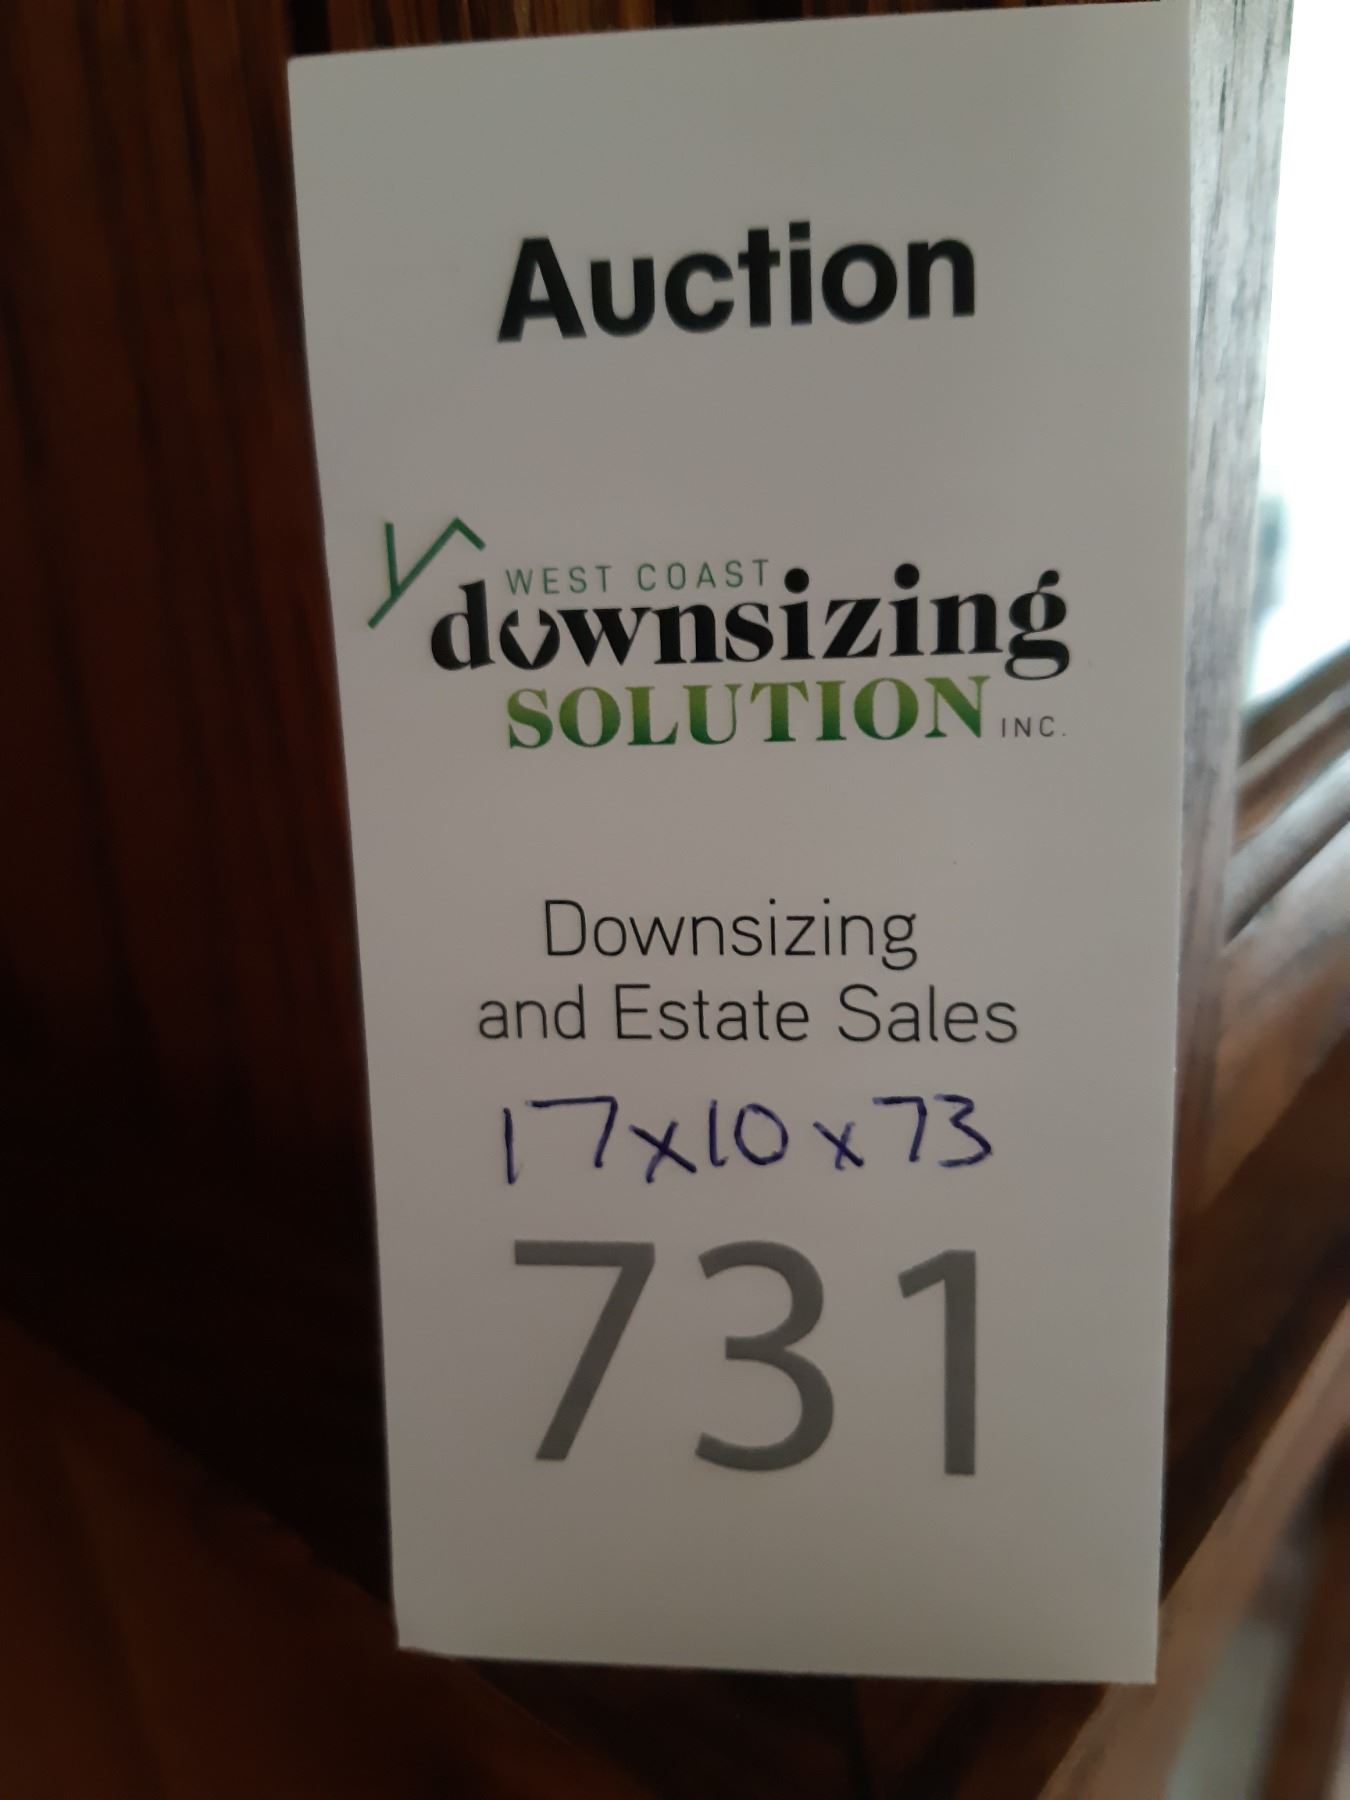 Auction
WEST COAST
downsizing
SOLUTION INC.
Downsizing
and Estate Sales
17x10x73
731